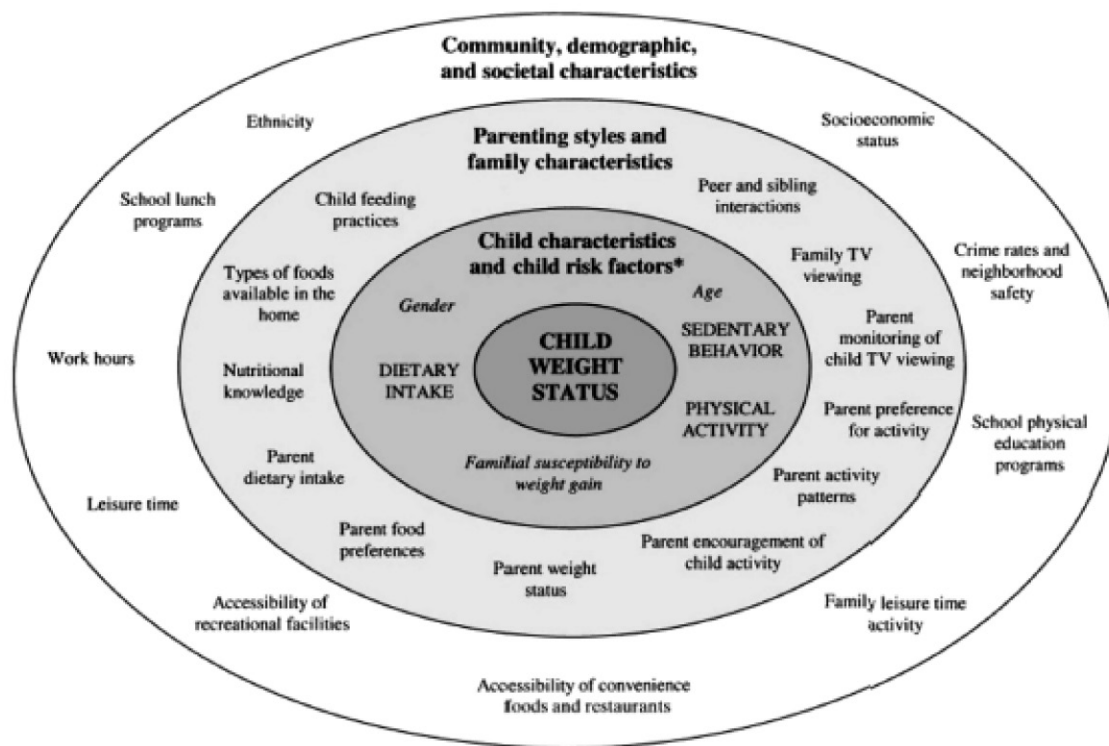 Community, demographic,
and societal characteristics
Ethnicity
Socioeconomic
status
Parenting styles and
family characteristics
School lunch
programs
Child feeding
practices
Peer and sibling
interactions
Child characteristics
and child risk factors*
Family TV
viewing
Crime rates and
neighborhood
safety
Types of foods
available in the
home
Gender
Age
Work hours
Nutritional
knowledge
DIETARY
INTAKE
CHILD
WEIGHT
STATUS
SEDENTARY
BEHAVIOR
Parent
monitoring of
child TV viewing
PHYSICAL
ACTIVITY
Parent preference
for activity
School physical
education
programs
Parent
dietary intake
Familial susceptibility to
weight gain
Parent activity
patterns
Leisure time
Parent food
preferences
Parent weight
status
Parent encouragement of
child activity
Accessibility of
recreational facilities
Family leisure time
activity
Accessibility of convenience
foods and restaurants